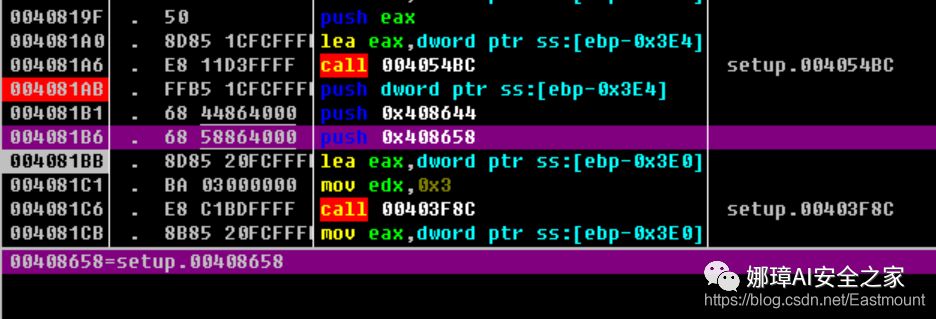 0040819F . 50 push eax
004081A0 . 8D85 1CFCFFF lea eax,dword ptr ss:[ebp-0x3E4]
004081A6 . E8 11D3FFFF call 004054BC setup.004054BC
004081AB . FFB5 1CFCFFF push dword ptr ss:[ebp-0x3E4]
004081B1 . 68 44864000 push 0x408644
004081B6 . 68 58864000 push 0x408658
004081BB . 8D85 20FCFFF lea eax,dword ptr ss:[ebp-0x3E0]
004081C1 . BA 03000000 mov edx,0x3
004081C6 . E8 C1BDFFFF call 00403F8C setup.00403F8C
004081CB . 8B85 20FCFFF mov eax,dword ptr ss:[ebp-0x3E0]
00408658=setup.00408658
娜璋AI安全之家
https://blog.csdn.net/Eastmount